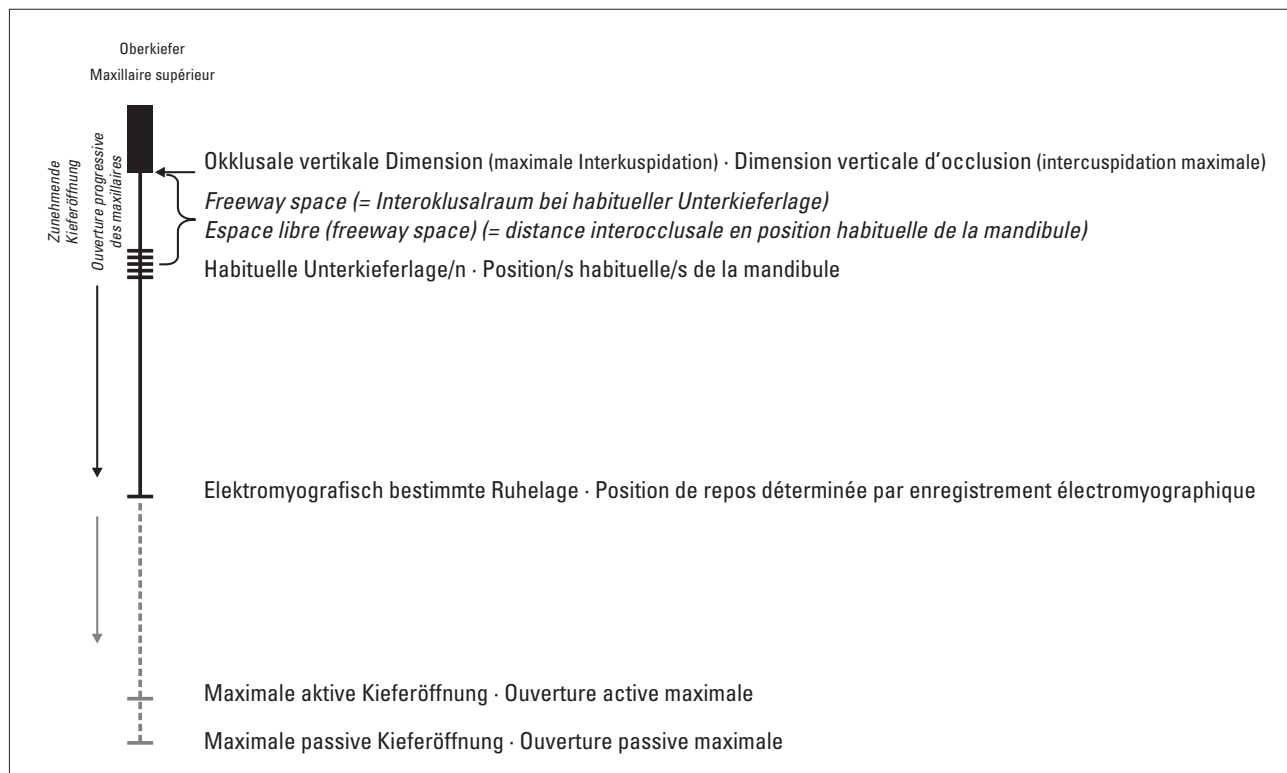 Oberkiefer
Maxillaire supérieur
Zunehmende
Kieferöffnung
Ouverture progressive
des maxillaires
Okklusale vertikale Dimension (maximale Interkuspidation) · Dimension verticale d’occlusion (intercuspidation maximale)
Freeway space (= Interoklusalraum bei habitueller Unterkieferlage)
Espace libre (freeway space) (= distance interocclusale en position habituelle de la mandibule)
Habituelle Unterkieferlage/n · Position/s habituelle/s de la mandibule
Elektromyografisch bestimmte Ruhelage · Position de repos déterminée par enregistrement électromyographique
Maximale aktive Kieferöffnung · Ouverture active maximale
Maximale passive Kieferöffnung · Ouverture passive maximale